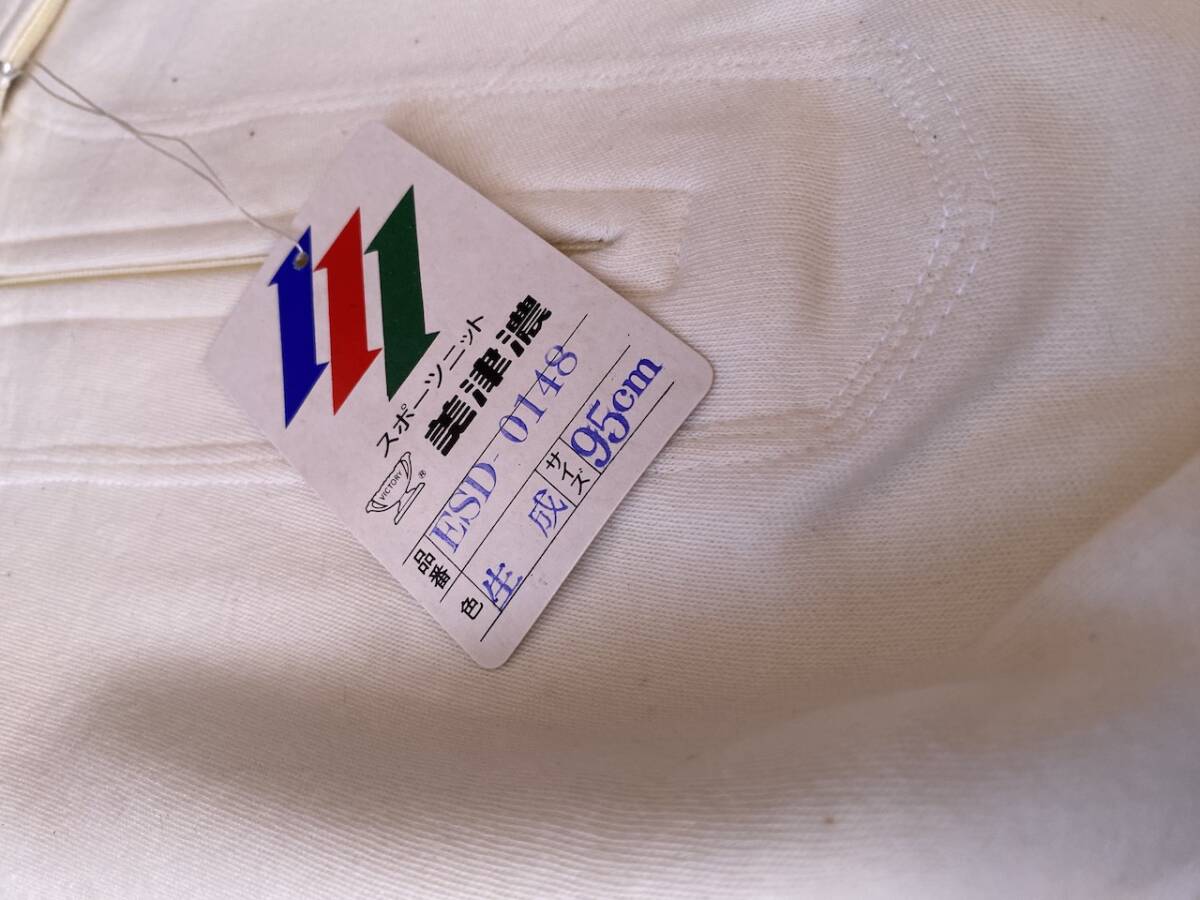 スポーツニット
美津濃
VICTORY ®
品番 ESD-0148
色 生成 サイズ 95cm